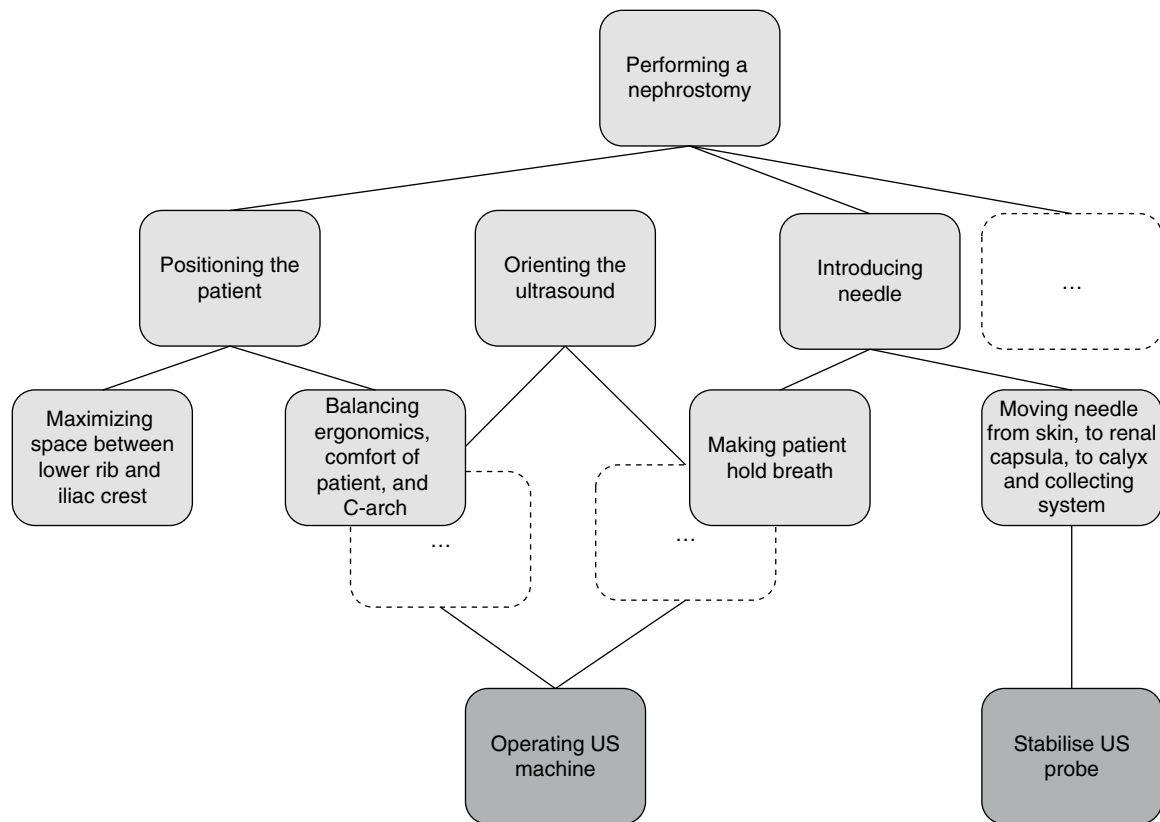 Performing a
nephrostomy
Positioning the
patient
Orienting the
ultrasound
Introducing
needle
...
Maximizing
space between
lower rib and
iliac crest
Balancing
ergonomics,
comfort of
patient, and
C-arch
...
...
Making patient
hold breath
Moving needle
from skin, to renal
capsula, to calyx
and collecting
system
Operating US
machine
Stabilise US
probe